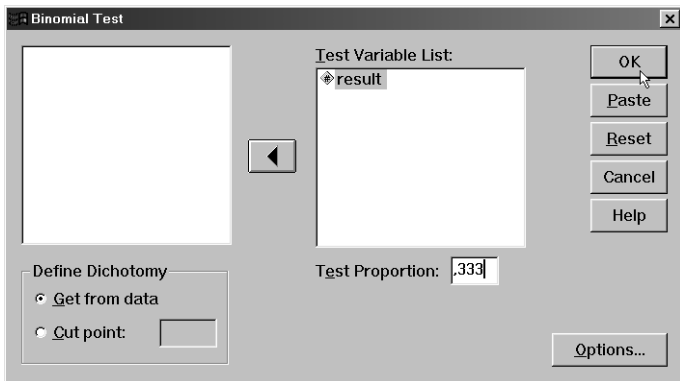 Binomial Test
Test Variable List:
result
OK
Paste
Reset
Cancel
Help
Define Dichotomy
Get from data
Cut point:
Test Proportion: ,333
Options...